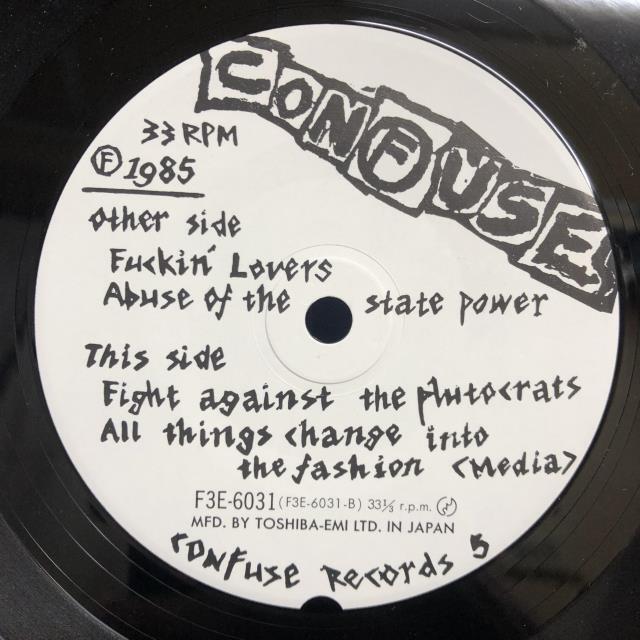 CONFUSE
33 RPM
Ⓕ 1985
other side
Fuckin' Lovers
Abuse of the state power
This side
Fight against the plutocrats
All things change into
the fashion <Media>
F3E-6031 (F3E-6031-B) 33⅓ r.p.m.
MFD. BY TOSHIBA-EMI LTD. IN JAPAN
CONFUSE RECORDS 5